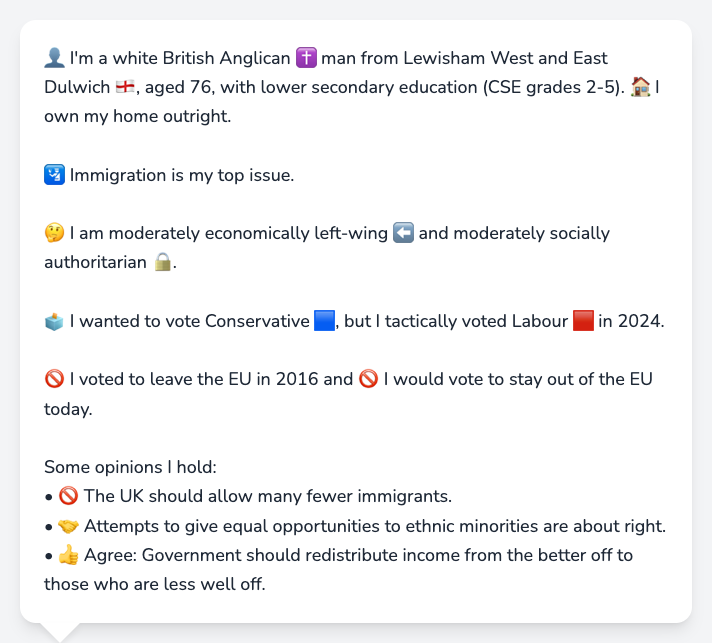 👤 I'm a white British Anglican ✝️ man from Lewisham West and East
Dulwich 🏴󠁧󠁢󠁥󠁮󠁧󠁿, aged 76, with lower secondary education (CSE grades 2-5). 🏠 I
own my home outright.
🛂 Immigration is my top issue.
🤔 I am moderately economically left-wing ⬅️ and moderately socially
authoritarian 🔒.
🗳️ I wanted to vote Conservative 🟦, but I tactically voted Labour 🟥 in 2024.
🚫 I voted to leave the EU in 2016 and 🚫 I would vote to stay out of the EU
today.
Some opinions I hold:
• 🚫 The UK should allow many fewer immigrants.
• 🤝 Attempts to give equal opportunities to ethnic minorities are about right.
• 👍 Agree: Government should redistribute income from the better off to
those who are less well off.